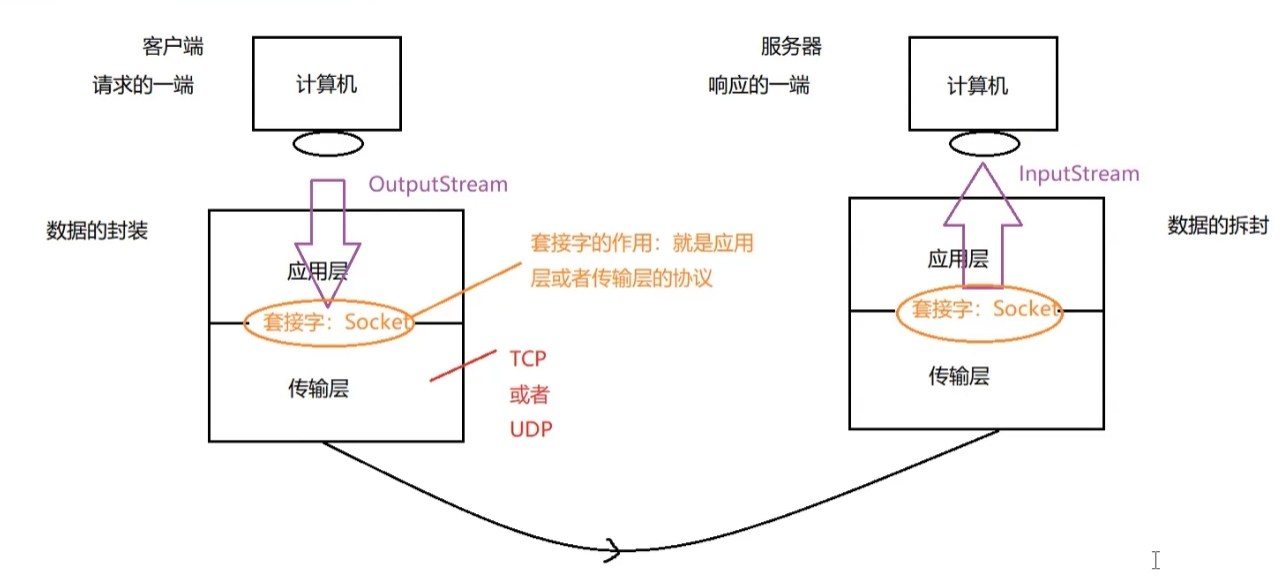 客户端
请求的一端
计算机
服务器
响应的一端
计算机
OutputStream
InputStream
数据的封装
数据的拆封
应用层
套接字的作用：就是应用
层或者传输层的协议
应用层
套接字：Socket
套接字：Socket
传输层
TCP
或者
UDP
传输层